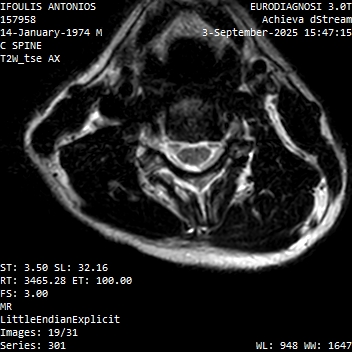 IFOULIS ANTONIOS
157958
14-January-1974 M
C SPINE
T2W_tse AX
EURODIAGNOSI 3.0T
Achieva dStream
3-September-2025 15:47:15
ST: 3.50 SL: 32.16
RT: 3465.28 ET: 100.00
FS: 3.00
MR
LittleEndianExplicit
Images: 19/31
Series: 301
WL: 948 WW: 1647